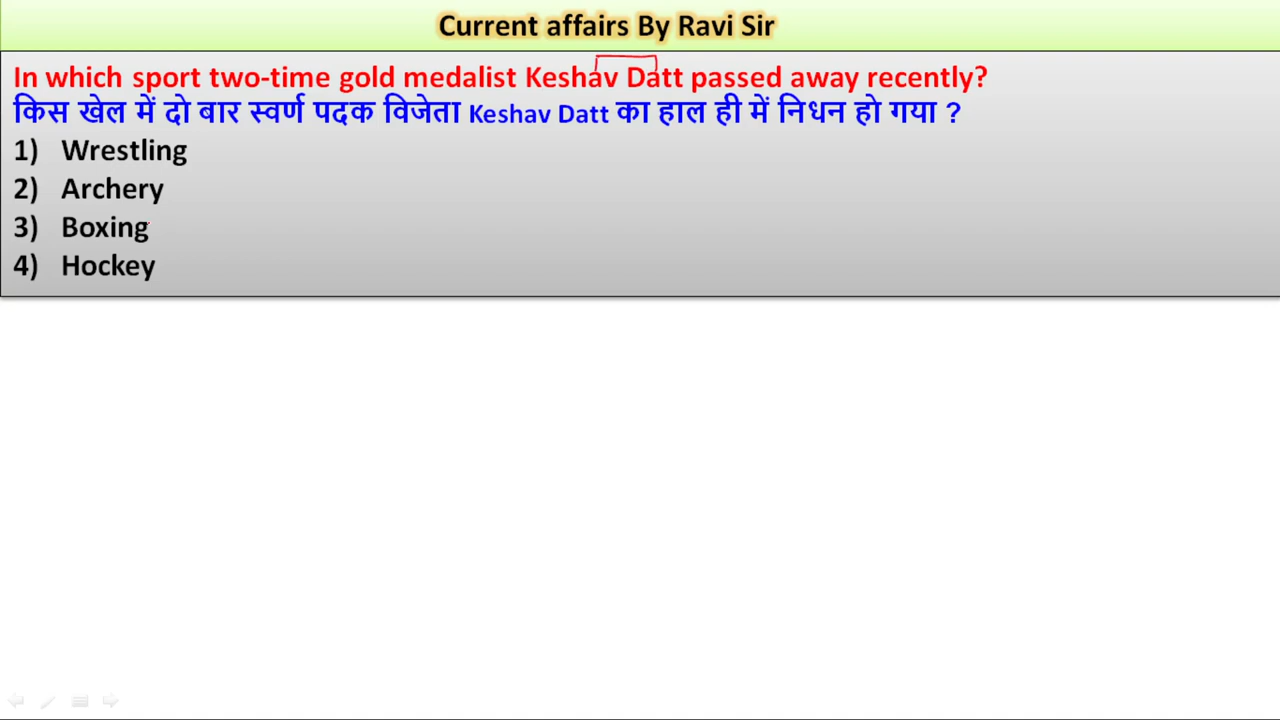 Current affairs By Ravi Sir
In which sport two-time gold medalist Keshav Datt passed away recently?
किस खेल में दो बार स्वर्ण पदक विजेता Keshav Datt का हाल ही में निधन हो गया ?
1) Wrestling
2) Archery
3) Boxing
4) Hockey